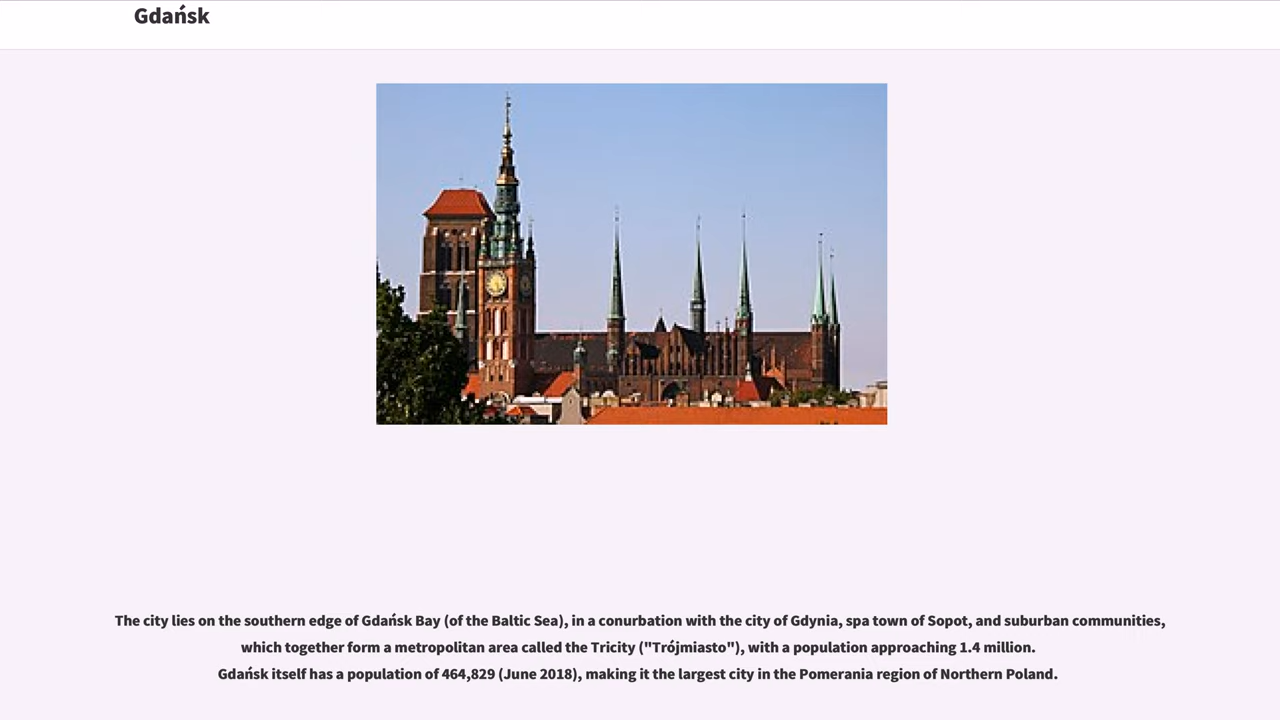 Gdańsk
The city lies on the southern edge of Gdańsk Bay (of the Baltic Sea), in a conurbation with the city of Gdynia, spa town of Sopot, and suburban communities,
which together form a metropolitan area called the Tricity ("Trójmiasto"), with a population approaching 1.4 million.
Gdańsk itself has a population of 464,829 (June 2018), making it the largest city in the Pomerania region of Northern Poland.